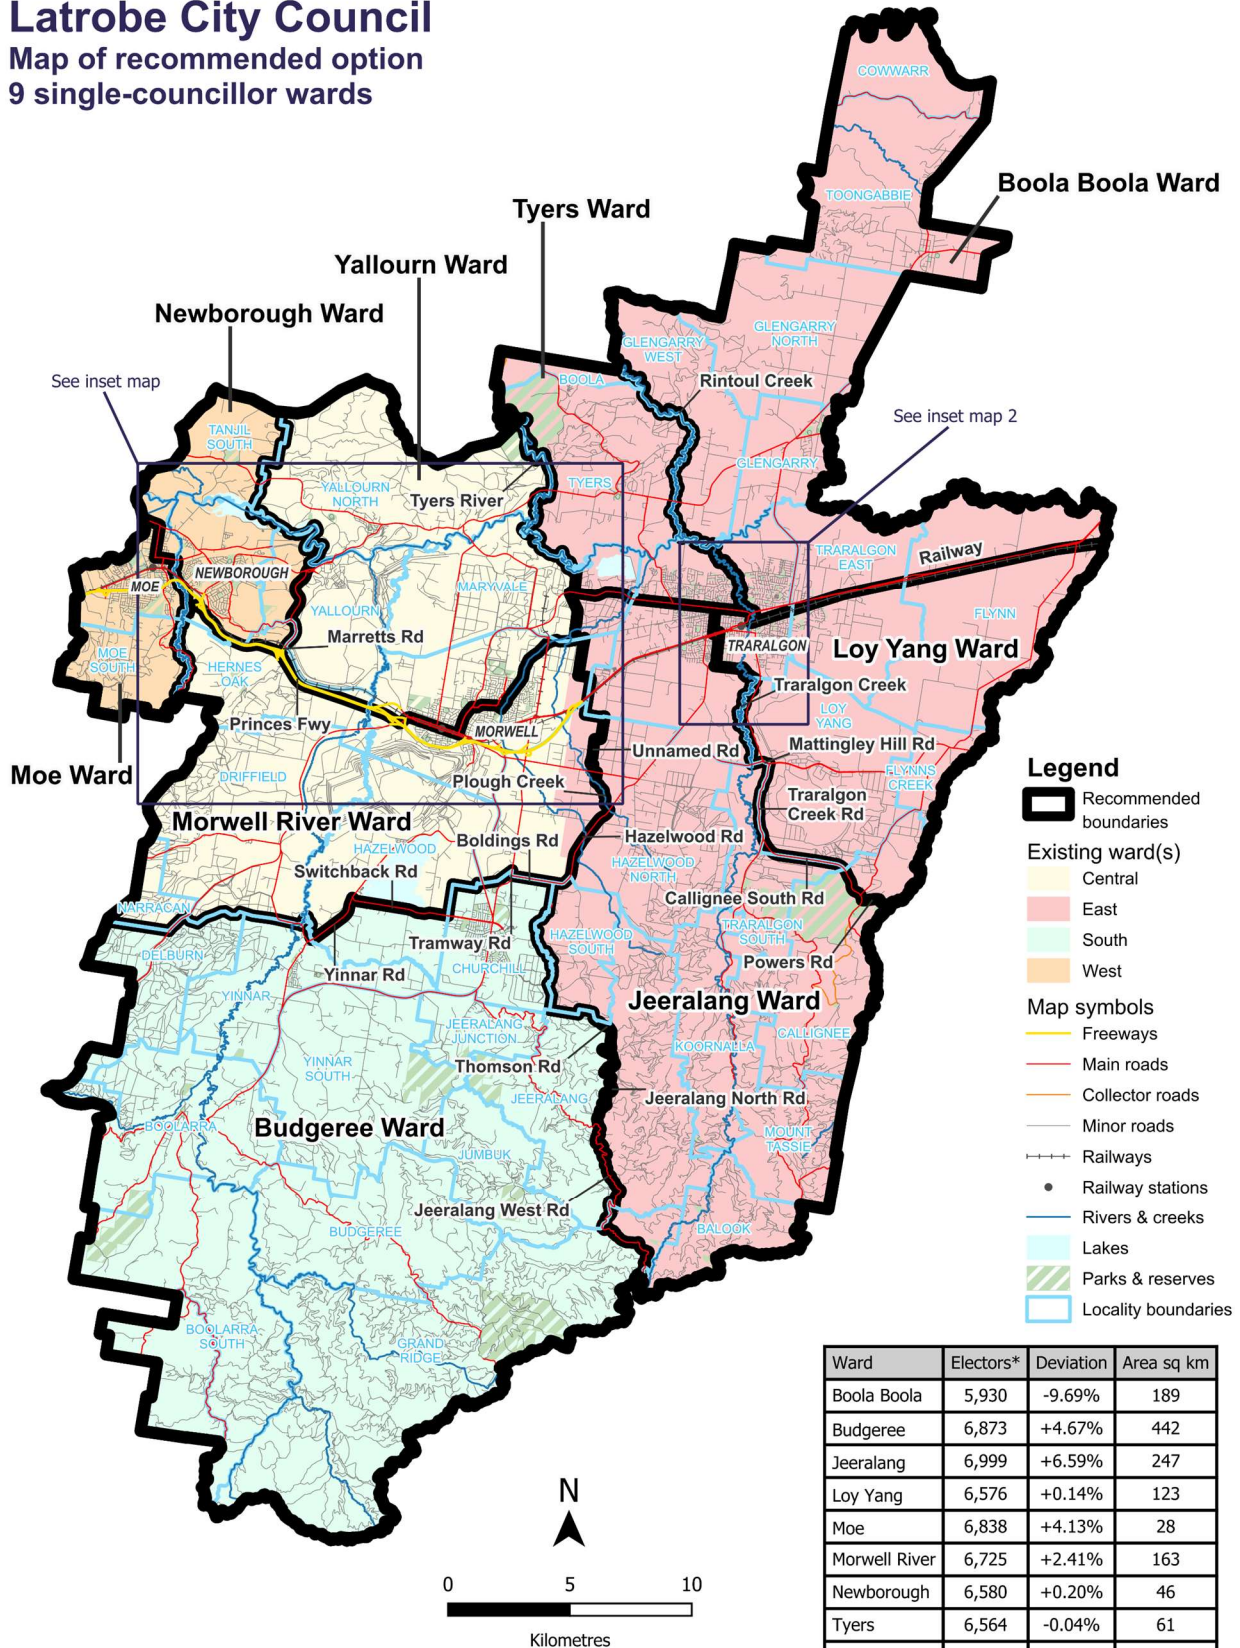 Latrobe City Council
Map of recommended option
9 single-councillor wards
COWWARR
TOONGABBIE
Boola Boola Ward
Tyers Ward
Yallourn Ward
Newborough Ward
See inset map
GLENGARRY
NORTH
GLENGARRY
WEST
BOOLA
Rintoul Creek
See inset map 2
TANJIL
SOUTH
GLENGARRY
YALLOURN
NORTH
Tyers River
TYERS
TRARALGON
EAST
Railway
NEWBOROUGH
MOE
MARYVALE
YALLOURN
FLYNN
Marretts Rd
TRARALGON
Loy Yang Ward
MOE
SOUTH
HERNES
OAK
Traralgon Creek
LOY
YANG
Princes Fwy
MORWELL
Unnamed Rd
Mattingley Hill Rd
Moe Ward
DRIFFIELD
Plough Creek
FLYNNS
CREEK
Traralgon
Creek Rd
Morwell River Ward
Boldings Rd
Hazelwood Rd
HAZELWOOD
HAZELWOOD
NORTH
Switchback Rd
Callignee South Rd
NARRACAN
TRARALGON
SOUTH
HAZELWOOD
SOUTH
Tramway Rd
DELBURN
Powers Rd
Yinnar Rd
CHURCHILL
YINNAR
Jeeralang Ward
JEERALANG
JUNCTION
CALLIGNEE
KOORNALLA
YINNAR
SOUTH
Thomson Rd
JEERALANG
Jeeralang North Rd
BOOLARRA
Budgeree Ward
MOUNT
TASSIE
JUMBUK
Jeeralang West Rd
BUDGEREE
BALOOK
BOOLARRA
SOUTH
GRAND
RIDGE
Legend
Recommended
boundaries
Existing ward(s)
Central
East
South
West
Map symbols
Freeways
Main roads
Collector roads
Minor roads
Railways
Railway stations
Rivers & creeks
Lakes
Parks & reserves
Locality boundaries
N
0 5 10
Kilometres
Ward Electors* Deviation Area sq km
Boola Boola 5,930 -9.69% 189
Budgeree 6,873 +4.67% 442
Jeeralang 6,999 +6.59% 247
Loy Yang 6,576 +0.14% 123
Moe 6,838 +4.13% 28
Morwell River 6,725 +2.41% 163
Newborough 6,580 +0.20% 46
Tyers 6,564 -0.04% 61